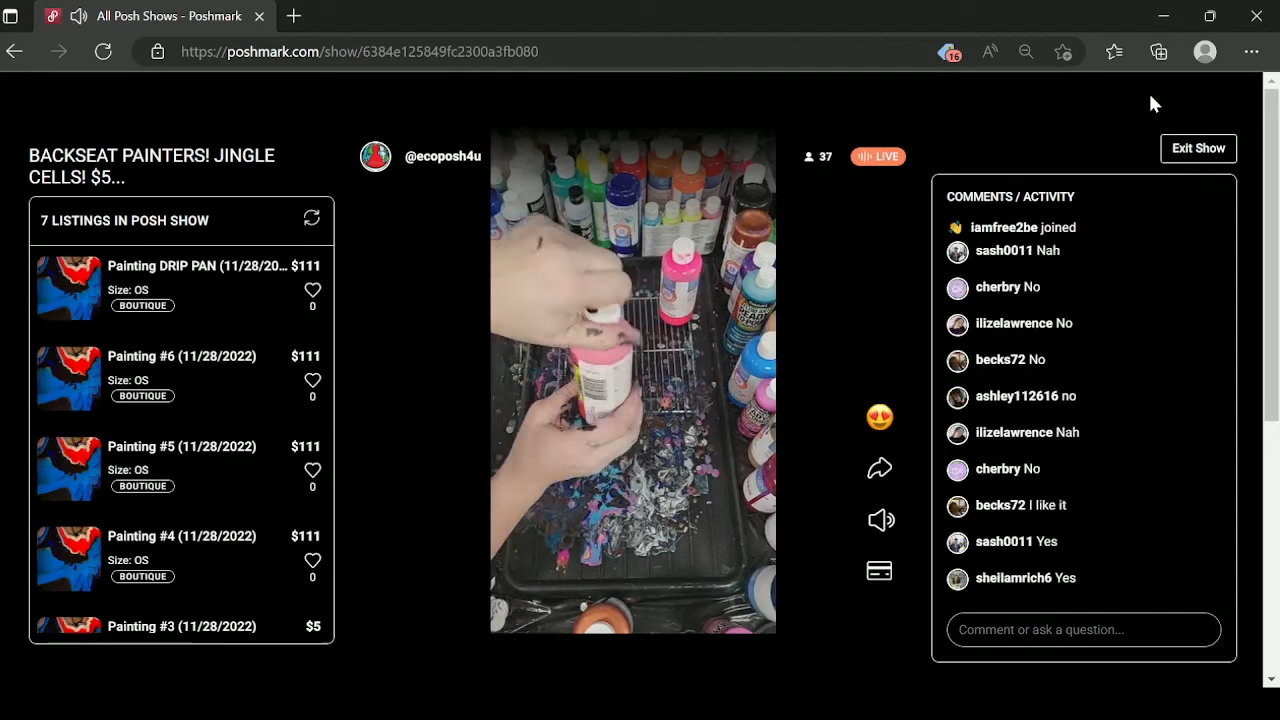 All Posh Shows - Poshmark
https://poshmark.com/show/6384e125849fc2300a3fb080
16
BACKSEAT PAINTERS! JINGLE
CELLS! $5...
7 LISTINGS IN POSH SHOW
Painting DRIP PAN (11/28/20... $111
Size: OS
BOUTIQUE
0
Painting #6 (11/28/2022) $111
Size: OS
BOUTIQUE
0
Painting #5 (11/28/2022) $111
Size: OS
BOUTIQUE
0
Painting #4 (11/28/2022) $111
Size: OS
BOUTIQUE
0
Painting #3 (11/28/2022) $5
@ecoposh4u
37
LIVE
Exit Show
COMMENTS / ACTIVITY
iamfree2be joined
sash0011 Nah
cherbry No
ilizelawrence No
becks72 No
ashley112616 no
ilizelawrence Nah
cherbry No
becks72 I like it
sash0011 Yes
sheilamrich6 Yes
Comment or ask a question...